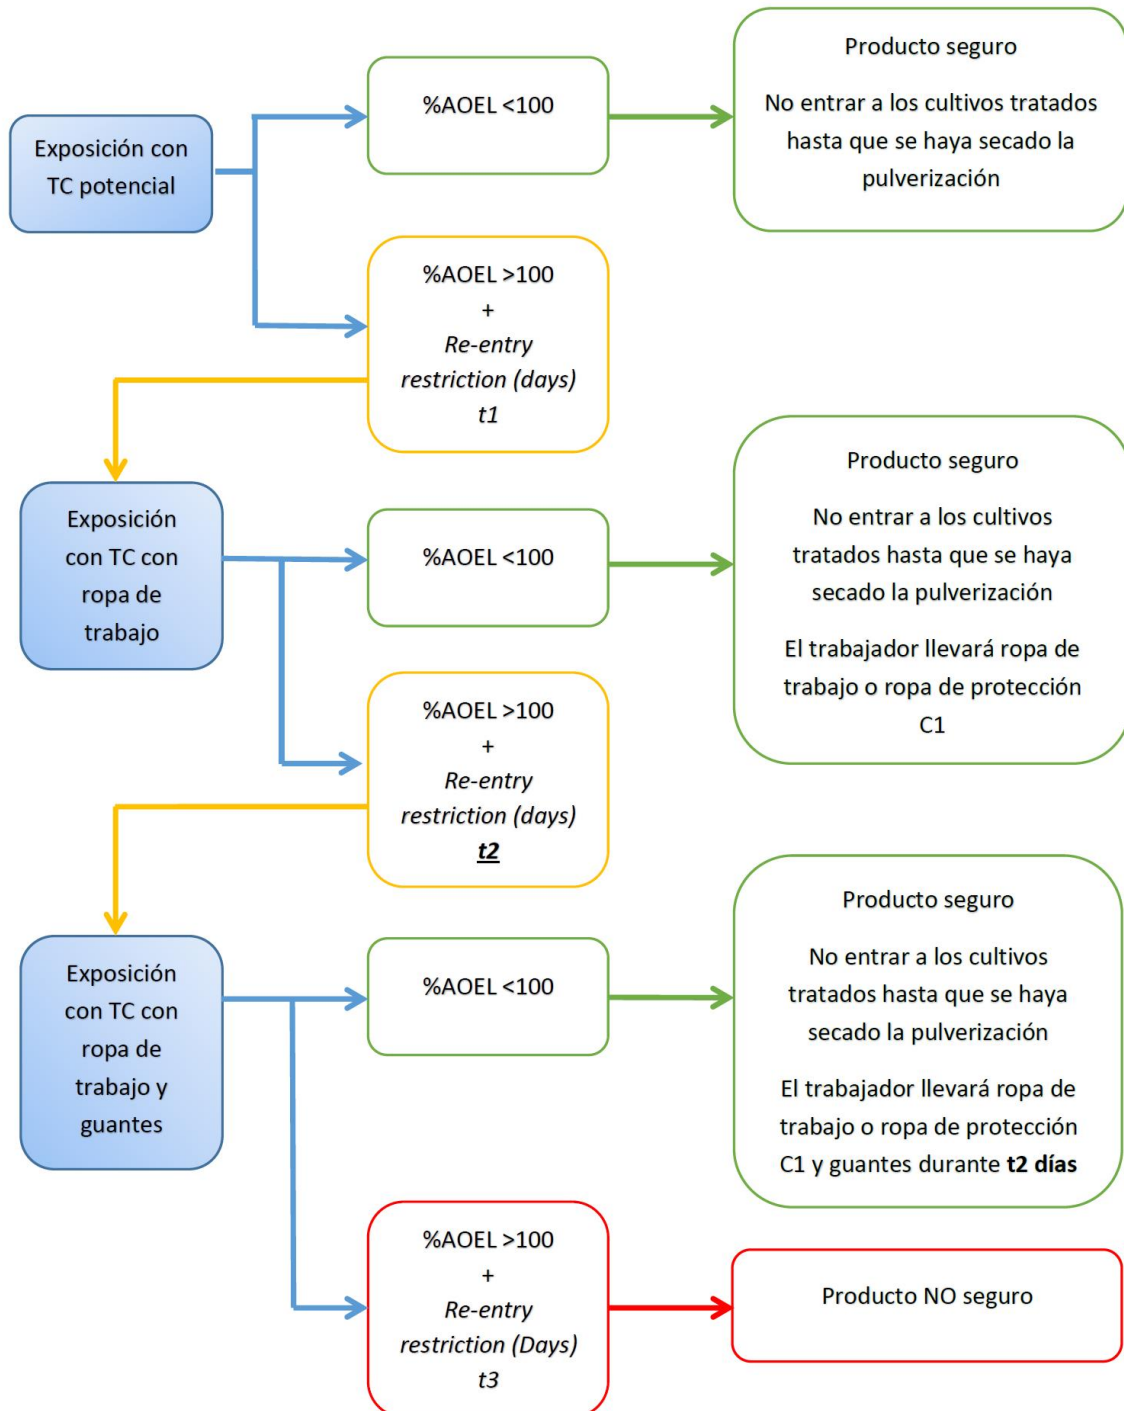 Exposición con
TC potencial
%AOEL <100
Producto seguro
No entrar a los cultivos tratados
hasta que se haya secado la
pulverización
%AOEL >100
+
Re-entry
restriction (days)
t1
Exposición
con TC con
ropa de
trabajo
%AOEL <100
Producto seguro
No entrar a los cultivos
tratados hasta que se haya
secado la pulverización
El trabajador llevará ropa de
trabajo o ropa de protección
C1
%AOEL >100
+
Re-entry
restriction (days)
t2
Exposición
con TC con
ropa de
trabajo y
guantes
%AOEL <100
Producto seguro
No entrar a los cultivos
tratados hasta que se haya
secado la pulverización
El trabajador llevará ropa de
trabajo o ropa de protección
C1 y guantes durante t2 días
%AOEL >100
+
Re-entry
restriction (Days)
t3
Producto NO seguro